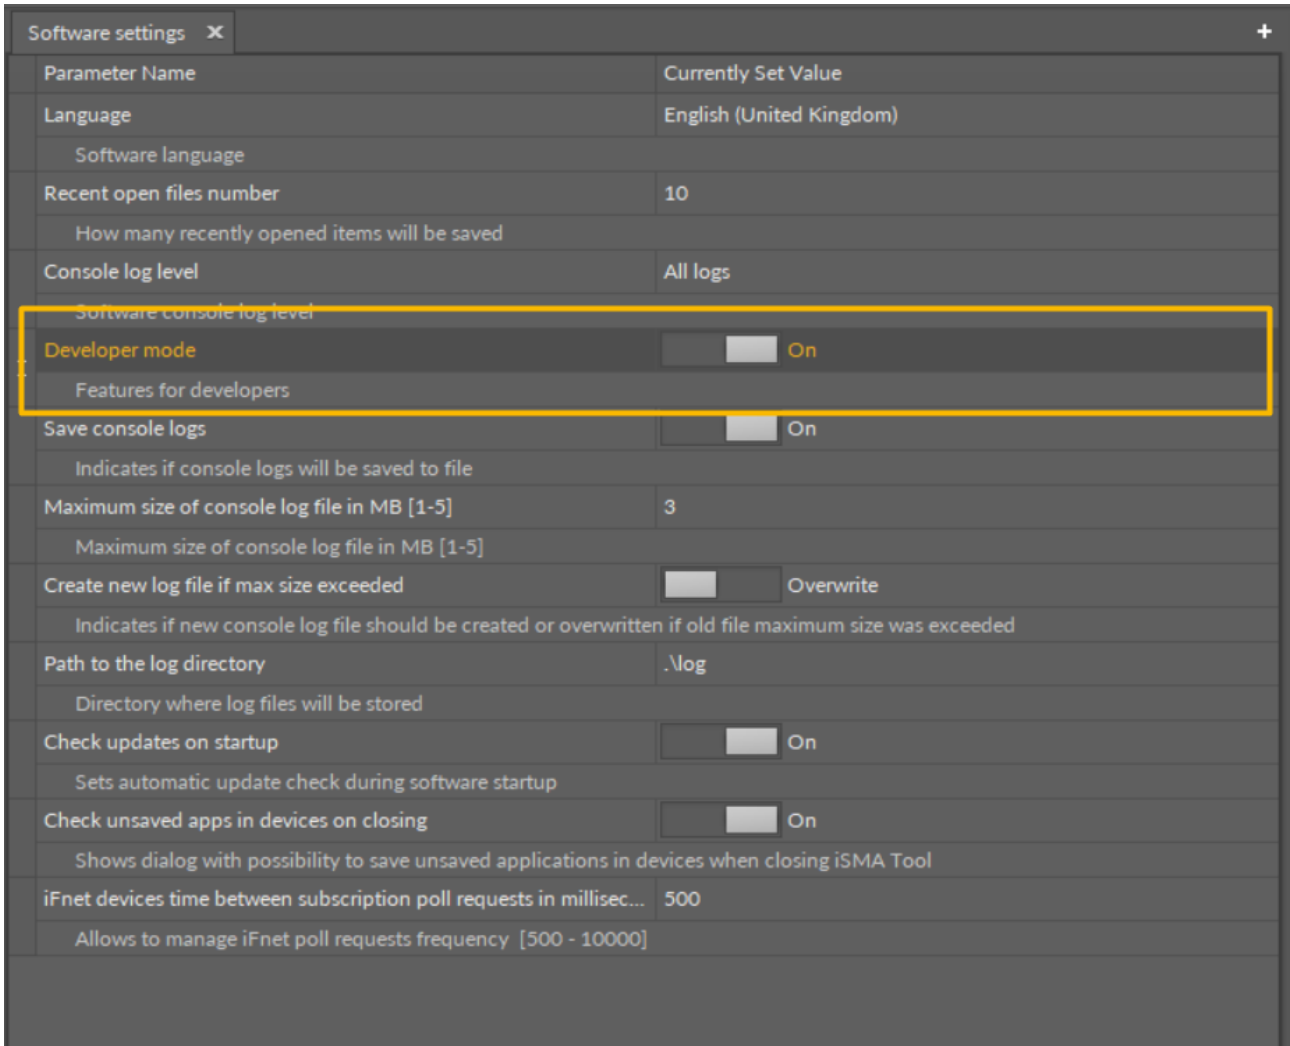 Software settings
Parameter Name Currently Set Value
Language English (United Kingdom)
Software language
Recent open files number 10
How many recently opened items will be saved
Console log level All logs
Software console log level
Developer mode On
Features for developers
Save console logs On
Indicates if console logs will be saved to file
Maximum size of console log file in MB [1-5] 3
Maximum size of console log file in MB [1-5]
Create new log file if max size exceeded Overwrite
Indicates if new console log file should be created or overwritten if old file maximum size was exceeded
Path to the log directory .\log
Directory where log files will be stored
Check updates on startup On
Sets automatic update check during software startup
Check unsaved apps in devices on closing On
Shows dialog with possibility to save unsaved applications in devices when closing iSMA Tool
iFnet devices time between subscription poll requests in millisec... 500
Allows to manage iFnet poll requests frequency [500 - 10000]